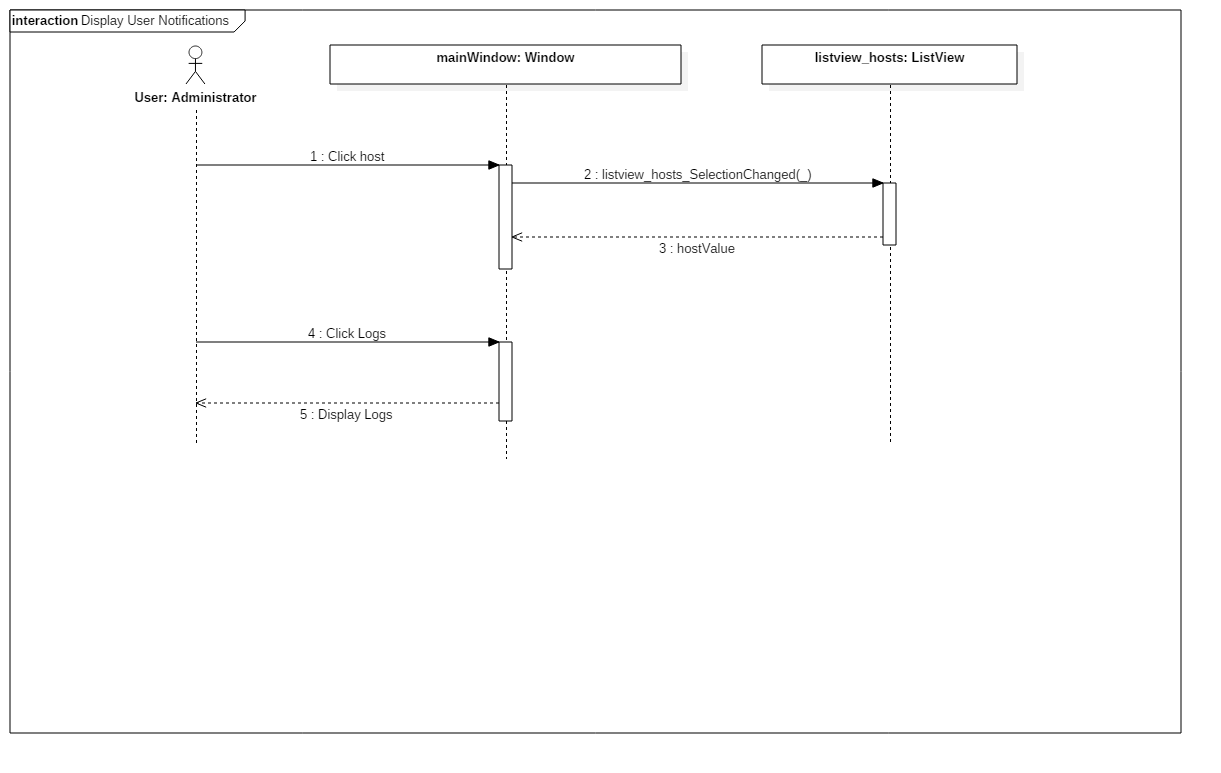 interaction Display User Notifications
User: Administrator
mainWindow: Window
listview_hosts: ListView
1 : Click host
2 : listview_hosts_SelectionChanged(_)
3 : hostValue
4 : Click Logs
5 : Display Logs